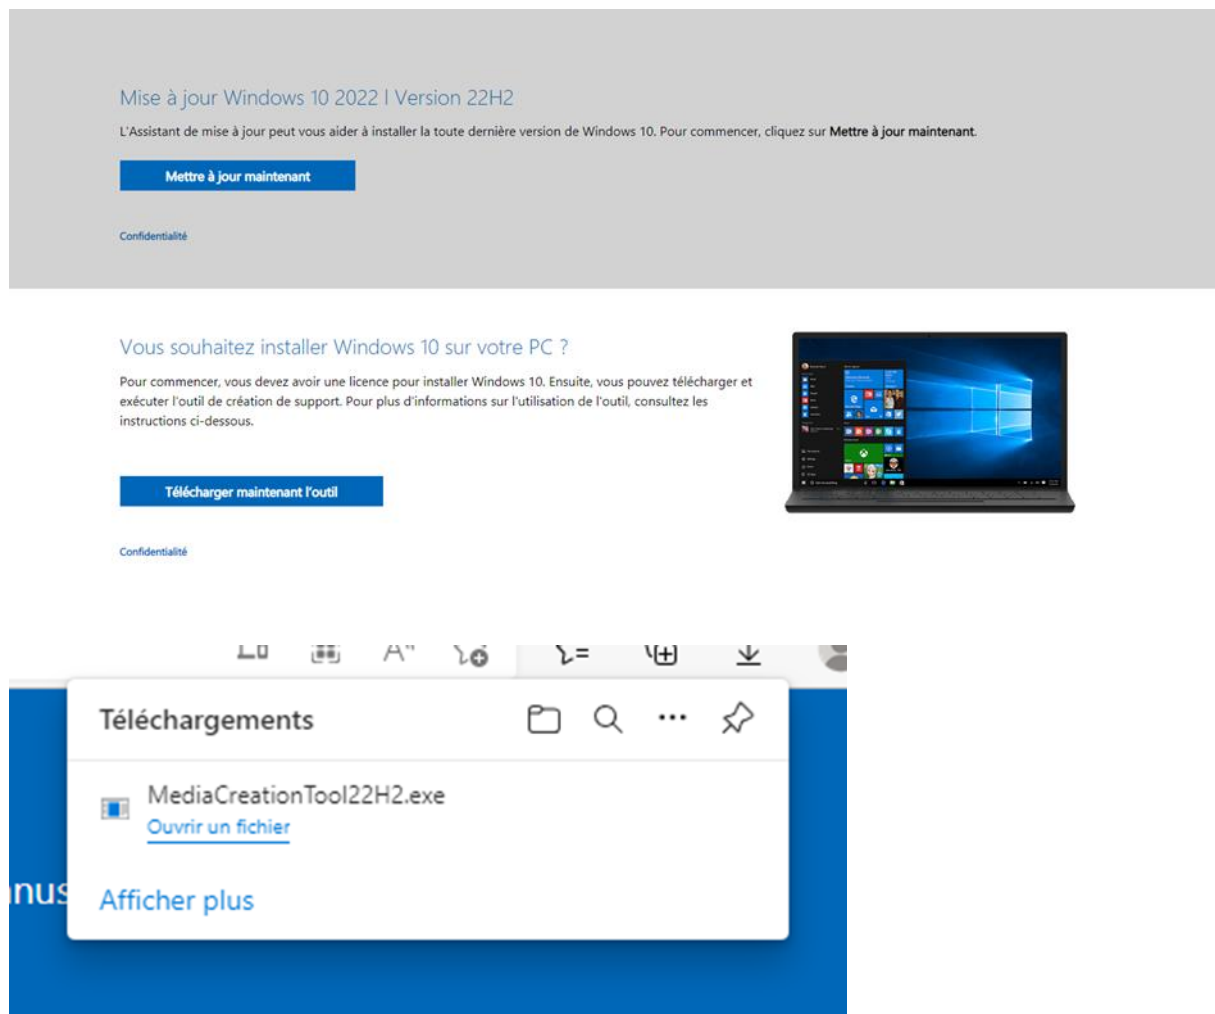 Mise à jour Windows 10 2022 l Version 22H2
L'Assistant de mise à jour peut vous aider à installer la toute dernière version de Windows 10. Pour commencer, cliquez sur Mettre à jour maintenant.
Mettre à jour maintenant
Confidentialité
Vous souhaitez installer Windows 10 sur votre PC ?
Pour commencer, vous devez avoir une licence pour installer Windows 10. Ensuite, vous pouvez télécharger et
exécuter l'outil de création de support. Pour plus d'informations sur l'utilisation de l'outil, consultez les
instructions ci-dessous.
Télécharger maintenant l'outil
Confidentialité
Téléchargements
MediaCreationTool22H2.exe
Ouvrir un fichier
nus
Afficher plus